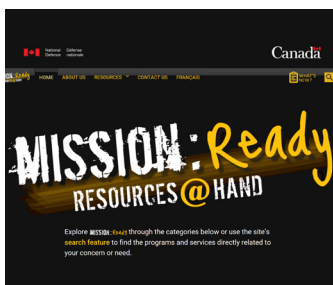 National Défense
Defence nationale
Canada
MISSION:Ready HOME ABOUT US RESOURCES CONTACT US FRANÇAIS WHAT'S NEW?
MISSION:Ready
RESOURCES@HAND
Explore MISSION:Ready through the categories below or use the site's
search feature to find the programs and services directly related to
your concern or need.